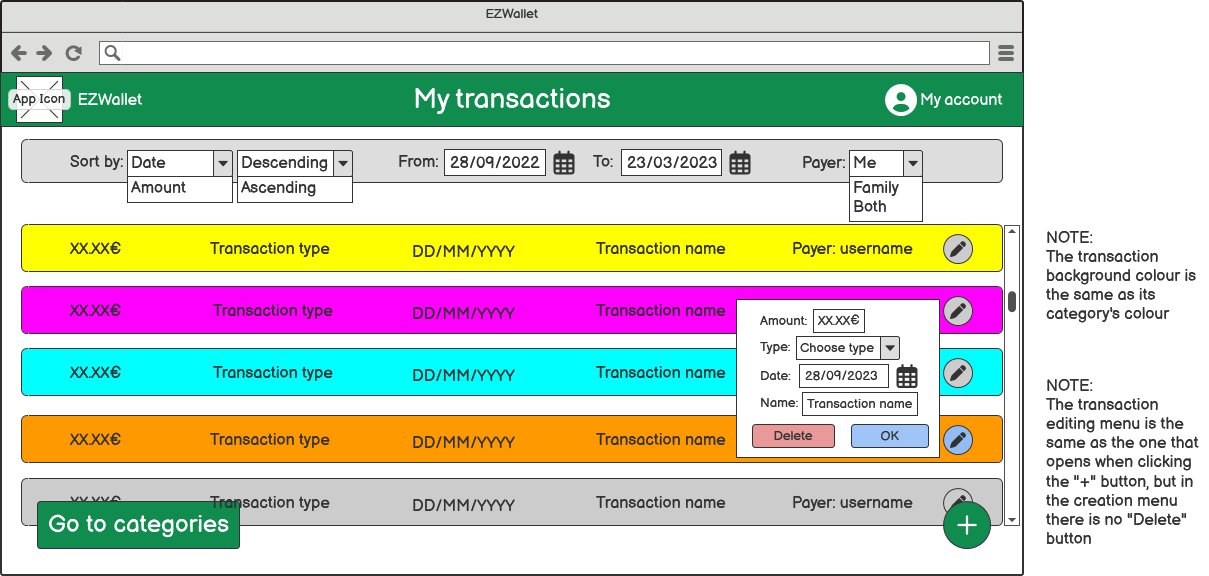 EZWallet
App Icon EZWallet My transactions My account
Sort by: Date Descending From: 28/09/2022 To: 23/03/2023 Payer: Me
Amount Ascending Family
Both
XX.XX€ Transaction type DD/MM/YYYY Transaction name Payer: username
XX.XX€ Transaction type DD/MM/YYYY Transaction name
XX.XX€ Transaction type DD/MM/YYYY Transaction name
XX.XX€ Transaction type DD/MM/YYYY Transaction name
XX.XX€ Transaction type DD/MM/YYYY Transaction name Payer: username
Amount: XX.XX€
Type: Choose type
Date: 28/09/2023
Name: Transaction name
Delete OK
Go to categories +
NOTE:
The transaction
background colour is
the same as its
category's colour
NOTE:
The transaction
editing menu is the
same as the one that
opens when clicking
the "+" button, but in
the creation menu
there is no "Delete"
button